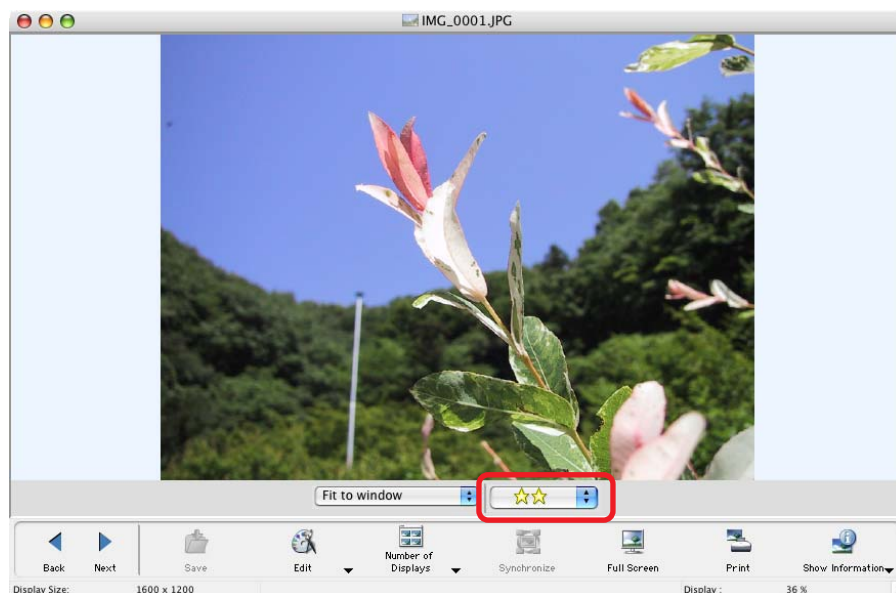 IMG_0001.JPG
Fit to window
Back
Next
Save
Edit
Number of
Displays
Synchronize
Full Screen
Print
Show Information
Display Size: 1600 x 1200
Display : 36 %